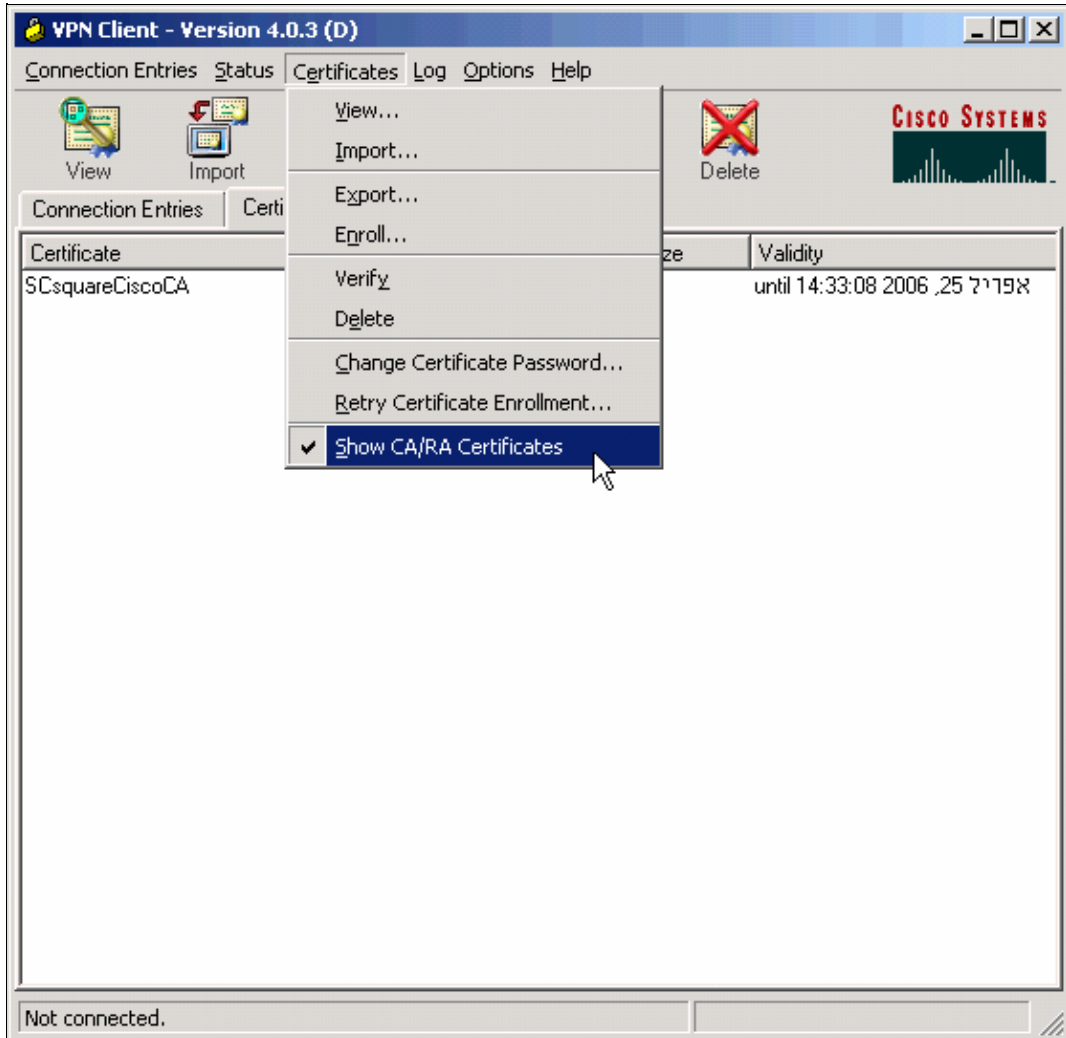 VPN Client - Version 4.0.3 (D)
Connection Entries Status Certificates Log Options Help
View Import Delete
CISCO SYSTEMS
Connection Entries Certi
Certificate ze Validity
SCsquareCiscoCA until 14:33:08 2006 ,25 אפריל
View...
Import...
Export...
Enroll...
Verify
Delete
Change Certificate Password...
Retry Certificate Enrollment...
Show CA/RA Certificates
Not connected.